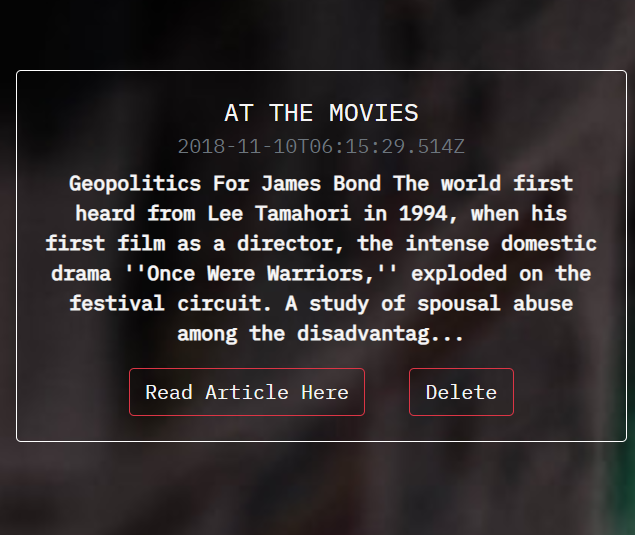 AT THE MOVIES
2018-11-10T06:15:29.514Z
Geopolitics For James Bond The world first
heard from Lee Tamahori in 1994, when his
first film as a director, the intense domestic
drama ''Once Were Warriors,'' exploded on the
festival circuit. A study of spousal abuse
among the disadvantag...
Read Article Here Delete